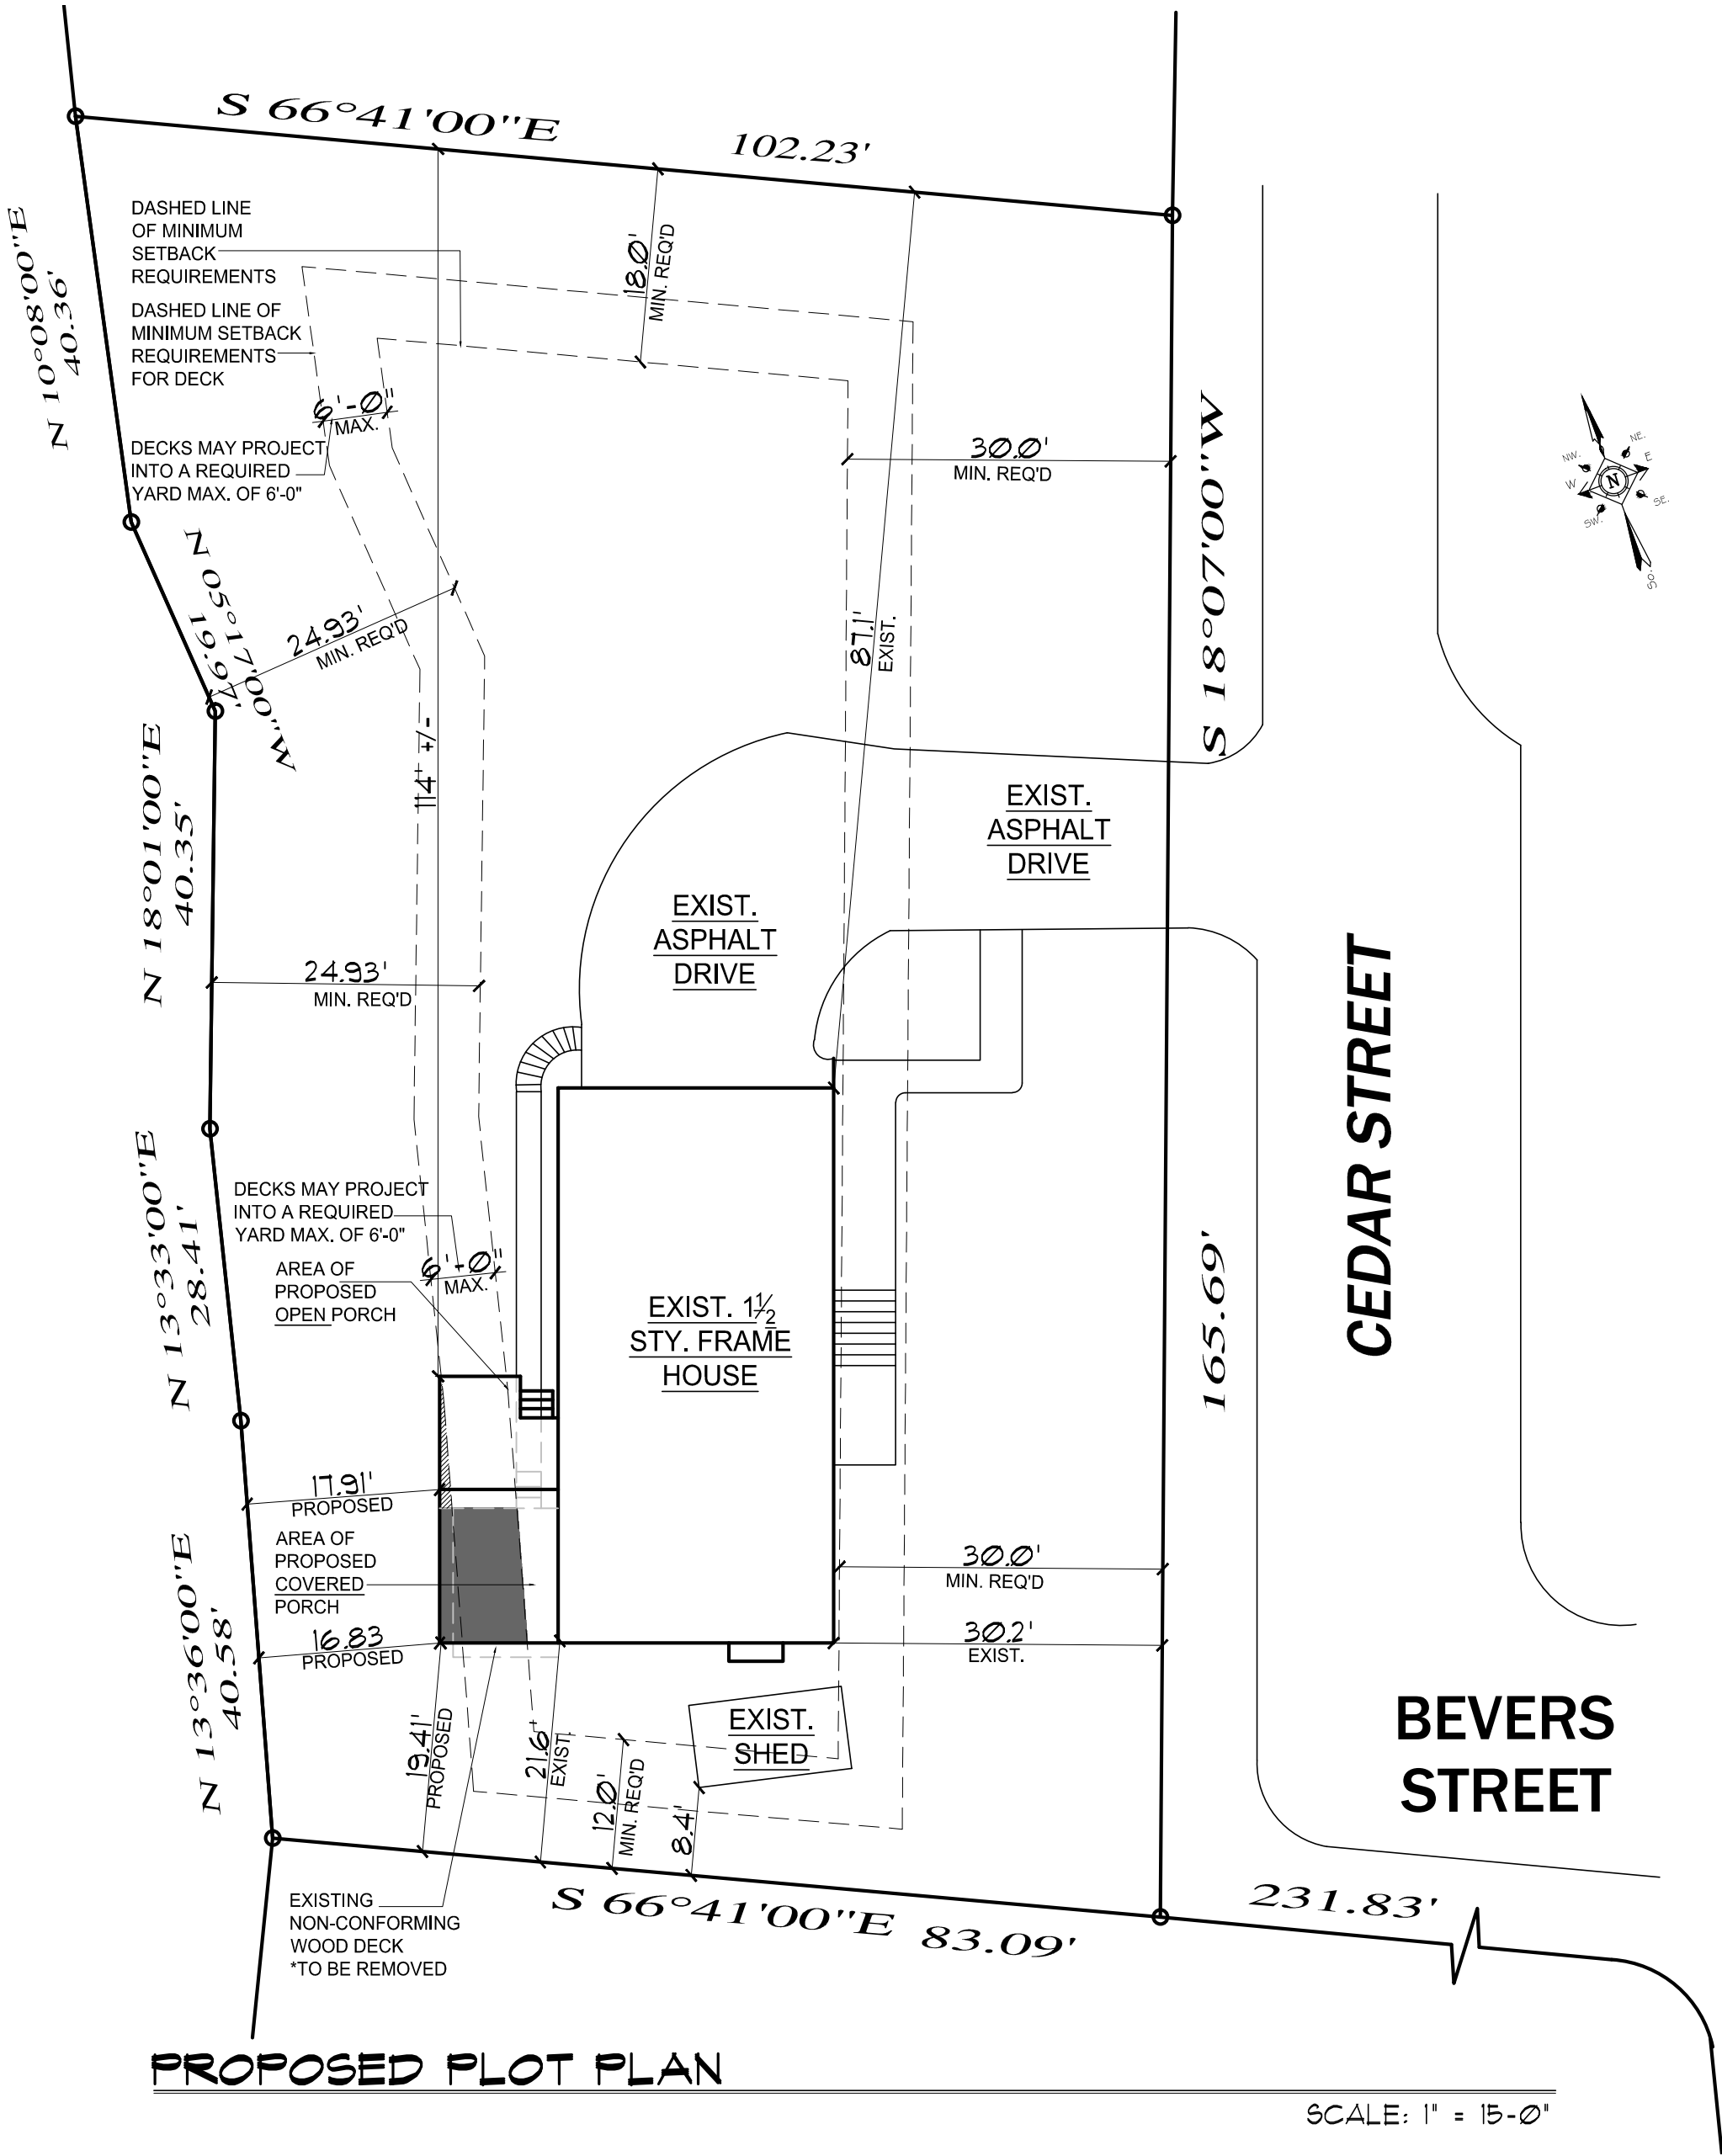 S 66°41'00"E 102.23'
DASHED LINE
OF MINIMUM
SETBACK
REQUIREMENTS
DASHED LINE OF
MINIMUM SETBACK
REQUIREMENTS
FOR DECK
18.0'
MIN. REQ'D
N 10°08'00"E
40.36'
6'-0"
MAX.
DECKS MAY PROJECT
INTO A REQUIRED
YARD MAX. OF 6'-0"
30.0'
MIN. REQ'D
S 18°07'00"W
NW.
NE.
W
N
E
SW.
SE.
SO.
N 05°17'00"W
19.97'
24.93'
MIN. REQ'D
87.1'
EXIST.
114' +/-
N 18°01'00"E
40.35'
EXIST.
ASPHALT
DRIVE
EXIST.
ASPHALT
DRIVE
24.93'
MIN. REQ'D
CEDAR STREET
N 13°33'00"E
28.41'
DECKS MAY PROJECT
INTO A REQUIRED
YARD MAX. OF 6'-0"
6'-0"
MAX.
AREA OF
PROPOSED
OPEN PORCH
EXIST. 1½
STY. FRAME
HOUSE
165.69'
17.91'
PROPOSED
AREA OF
PROPOSED
COVERED
PORCH
16.83
PROPOSED
N 13°36'00"E
40.58'
30.0'
MIN. REQ'D
30.2'
EXIST.
19.41'
PROPOSED
21.6'
EXIST.
12.0'
MIN. REQ'D
8.4'
EXIST.
SHED
BEVERS
STREET
EXISTING
NON-CONFORMING
WOOD DECK
*TO BE REMOVED
S 66°41'00"E 83.09'
231.83'
PROPOSED PLOT PLAN
SCALE: 1" = 15-0"